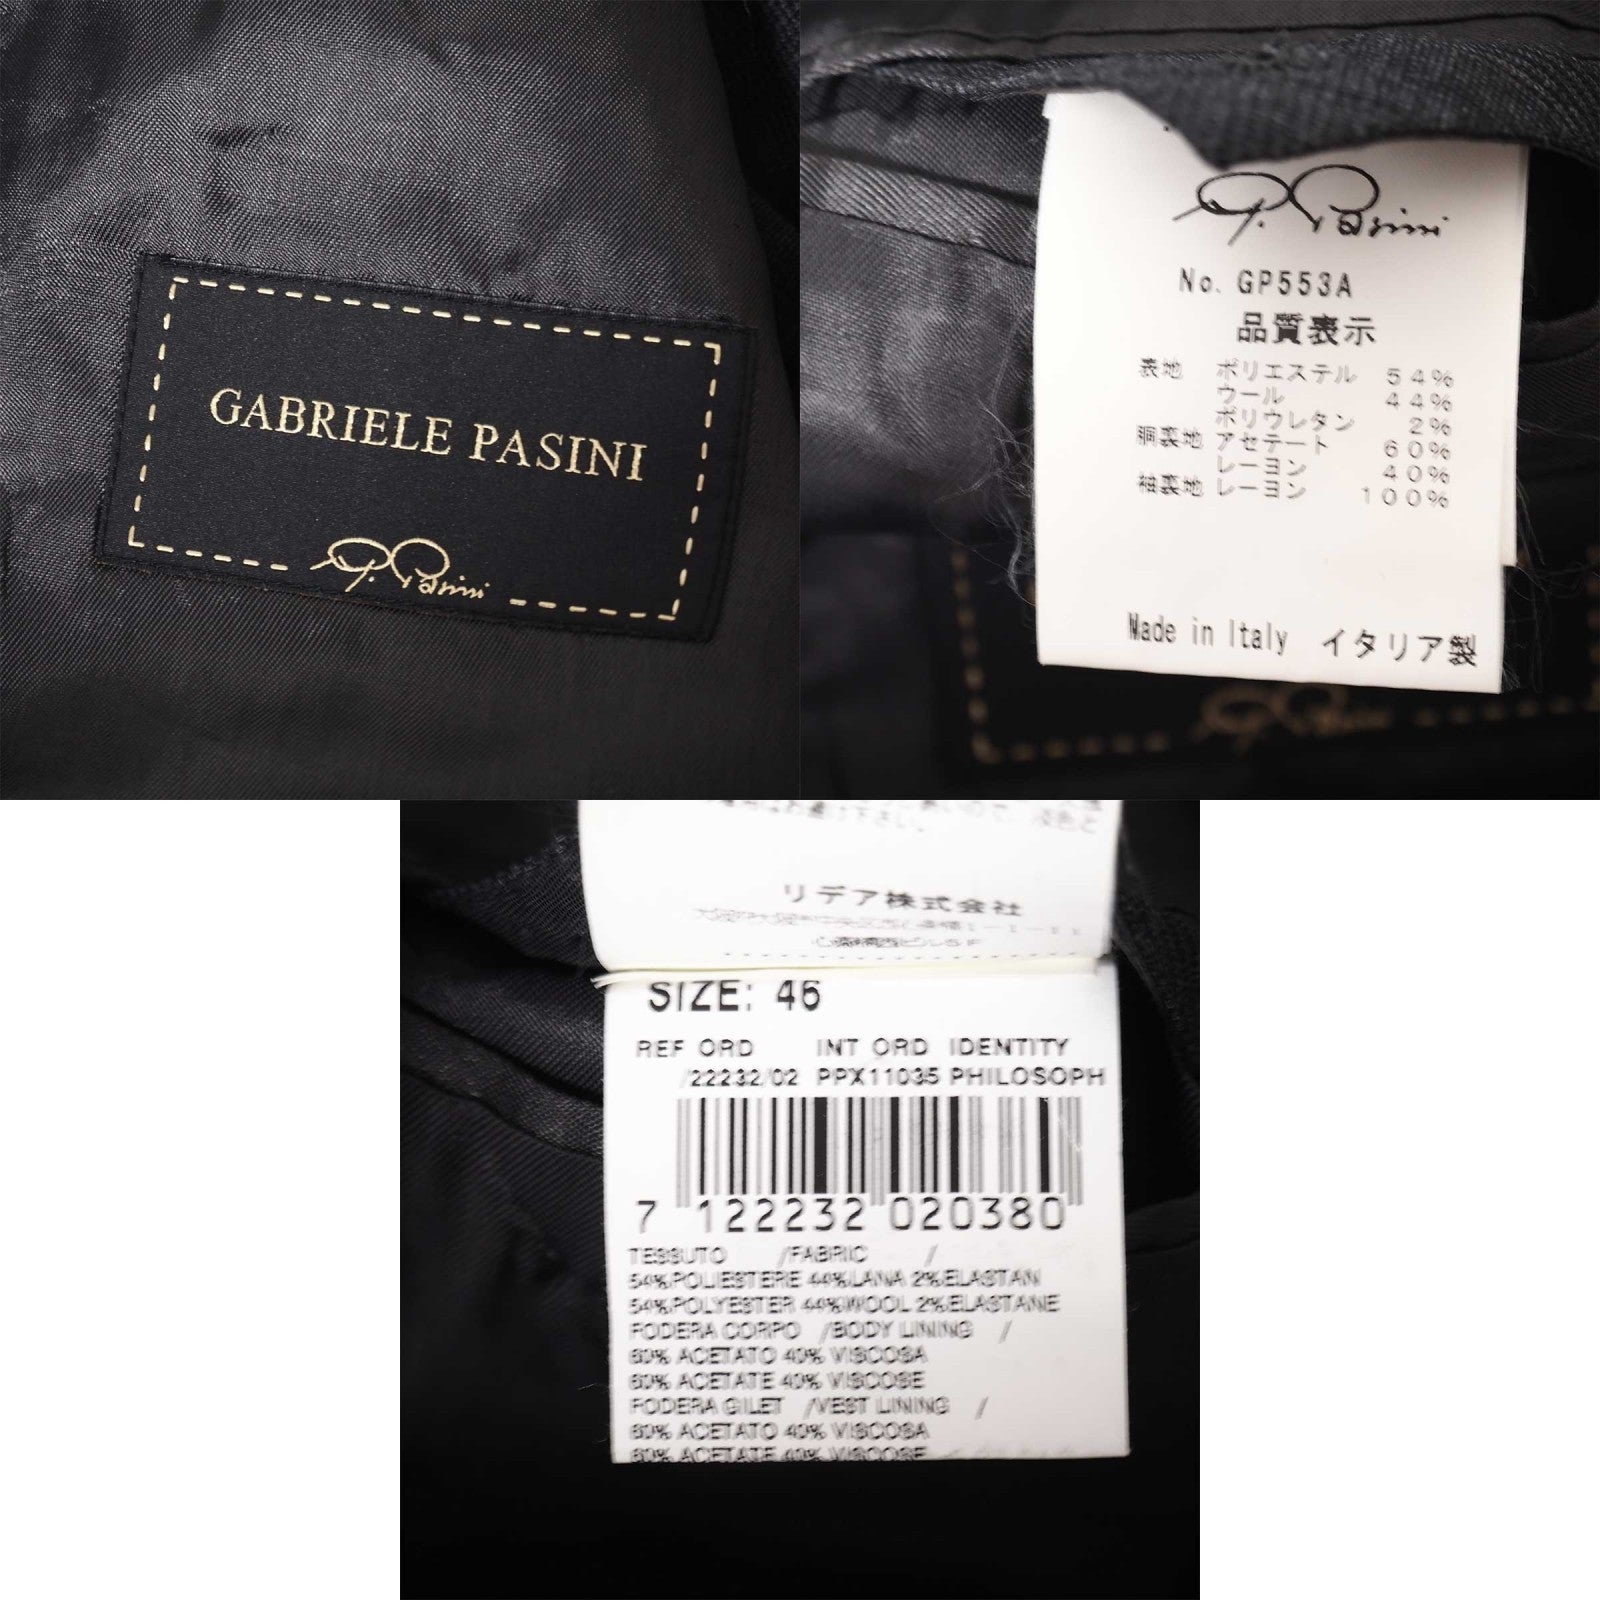 GABRIELE PASINI
G. Pasini
G. Pasini
No. GP553A
品質表示
表地 ポリエステル 54%
ウール 44%
ポリウレタン 2%
胴裏地 アセテート 60%
レーヨン 40%
袖裏地 レーヨン 100%
Made in Italy イタリア製
G. Pasini
リデア株式会社
SIZE: 46
REF ORD INT ORD IDENTITY
/22232/02 PPX11035 PHILOSOPH
7 122232 020380
TESSUTO /FABRIC /
54%POLIESTERE 44%LANA 2%ELASTAN
54%POLYESTER 44%WOOL 2%ELASTANE
FODERA CORPO /BODY LINING /
60% ACETATO 40% VISCOSA
60% ACETATE 40% VISCOSE
FODERA GILET /VEST LINING /
60% ACETATO 40% VISCOSA
60% ACETATE 40% VISCOSE